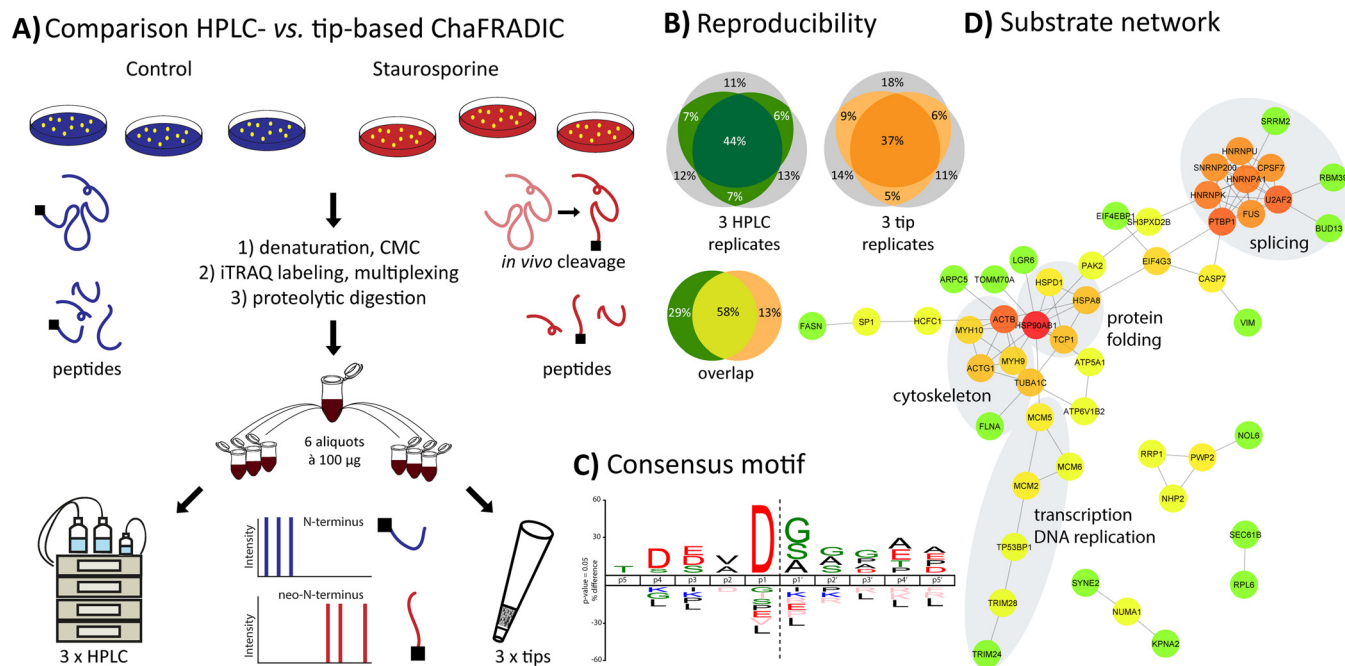 A) Comparison HPLC- vs. tip-based ChaFRADIC
Control
Staurosporine
1) denaturation, CMC
2) iTRAQ labeling, multiplexing
3) proteolytic digestion
in vivo cleavage
peptides
peptides
6 aliquots
à 100 µg
Intensity
N-terminus
Intensity
neo-N-terminus
3 x HPLC
3 x tips
B) Reproducibility
11%
7%
6%
44%
12%
13%
7%
3 HPLC
replicates
18%
9%
6%
37%
14%
11%
5%
3 tip
replicates
29%
58%
13%
overlap
C) Consensus motif
60
30
-30
-60
p-value = 0.05
% difference
p5
p4
p3
p2
p1
p1'
p2'
p3'
p4'
p5'
T
D
S
E
D
S
V
A
D
G
S
A
G
A
S
G
A
D
A
E
T
P
A
E
P
D
D) Substrate network
SRRM2
HNRNPU
SNRNP200
CPSF7
HNRNPA1
RBM39
HNRNPK
U2AF2
EIF4EBP1
SH3PXD2B
PTBP1
FUS
BUD13
splicing
LGR6
PAK2
EIF4G3
CASP7
ARPC5
TOMM70A
HSPD1
HSPA8
FASN
SP1
HCFC1
ACTB
HSP90AB1
VIM
MYH10
TCP1
protein
folding
ACTG1
MYH9
ATP5A1
TUBA1C
cytoskeleton
FLNA
MCM5
ATP6V1B2
NOL6
MCM6
RRP1
PWP2
MCM2
NHP2
transcription
DNA replication
TP53BP1
SEC61B
TRIM28
SYNE2
RPL6
NUMA1
TRIM24
KPNA2